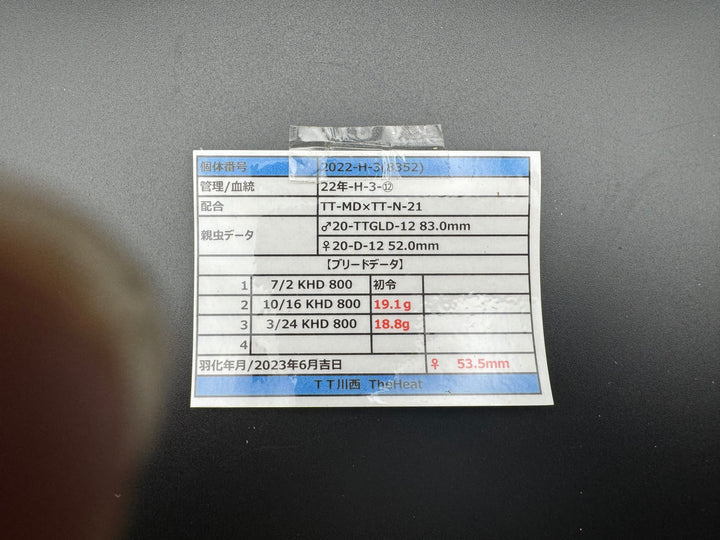 個体番号 2022-H-3(8352)
管理/血統 22年-H-3-⑫
配合 TT-MD×TT-N-21
親虫データ ♂20-TTGLD-12 83.0mm
♀20-D-12 52.0mm
【ブリードデータ】
1 7/2 KHD 800 初令
2 10/16 KHD 800 19.1g
3 3/24 KHD 800 18.8g
4
羽化年月/2023年6月吉日 ♀ 53.5mm
ＴＴ川西 TheHeat